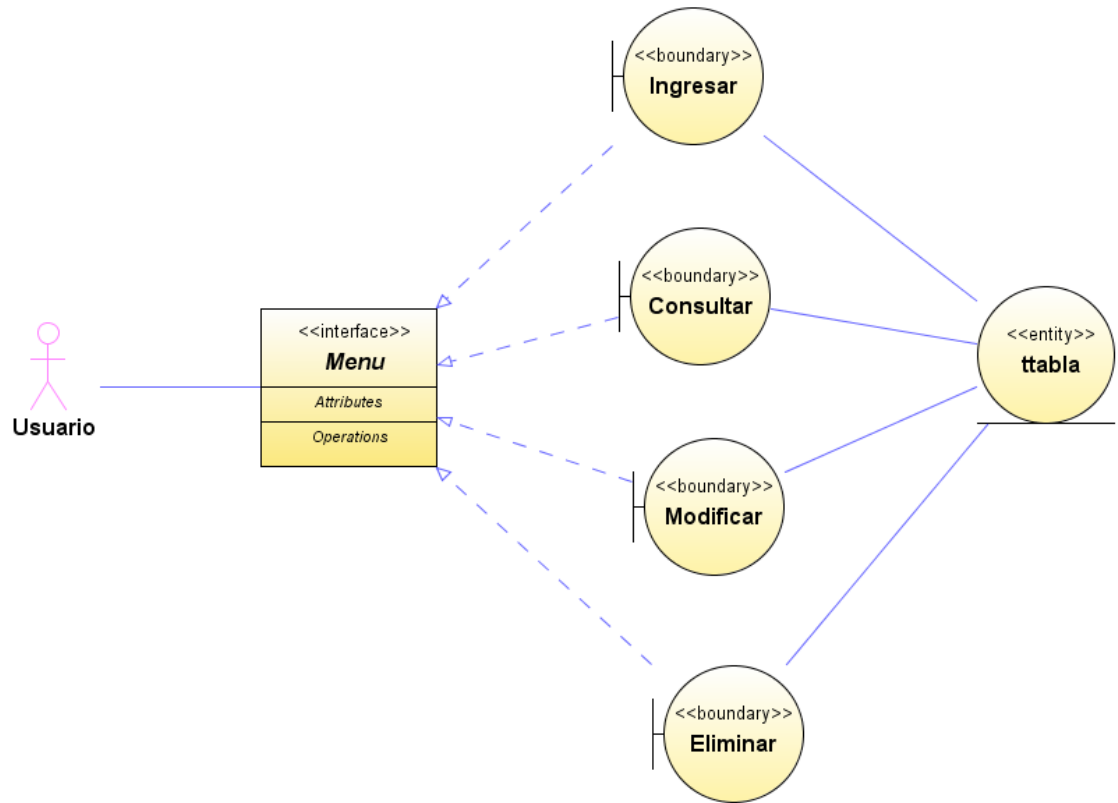 <<boundary>>
Ingresar
<<boundary>>
Consultar
<<interface>>
Menu
Attributes
Operations
Usuario
<<entity>>
ttabla
<<boundary>>
Modificar
<<boundary>>
Eliminar